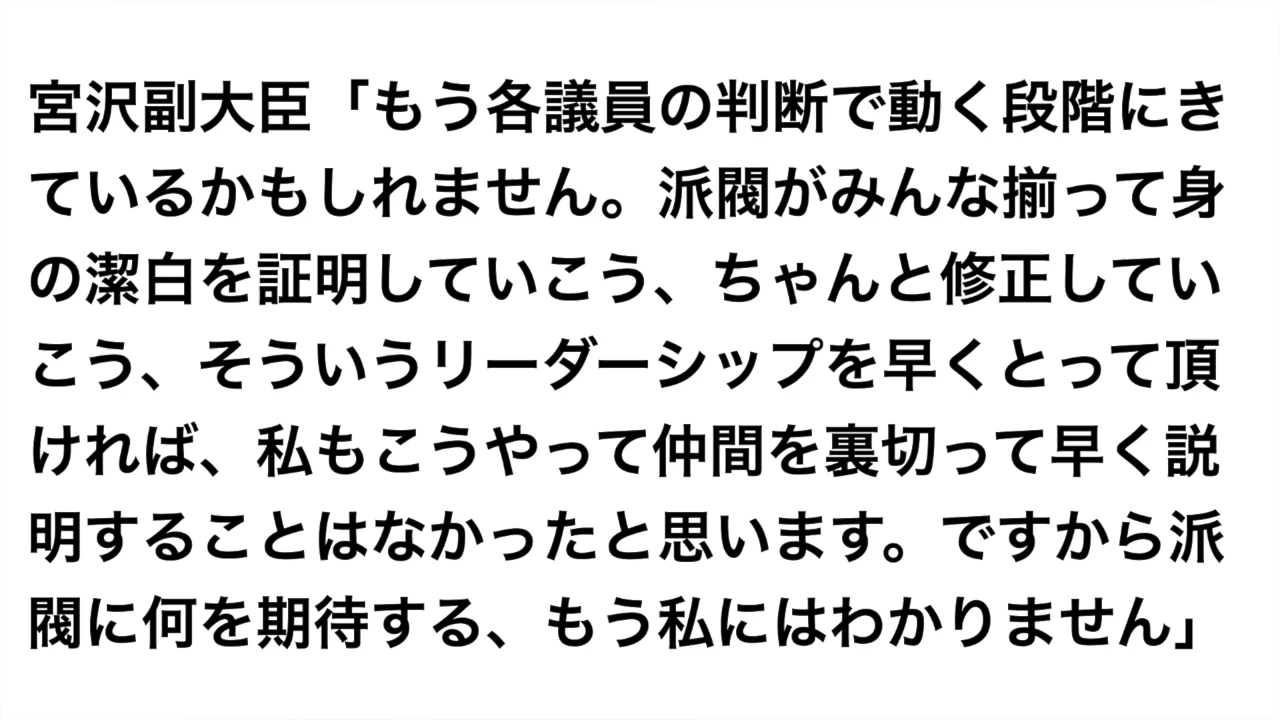 宮沢副大臣「もう各議員の判断で動く段階にき
ているかもしれません。派閥がみんな揃って身
の潔白を証明していこう、ちゃんと修正してい
こう、そういうリーダーシップを早くとって頂
ければ、私もこうやって仲間を裏切って早く説
明することはなかったと思います。ですから派
閥に何を期待する、もう私にはわかりません」